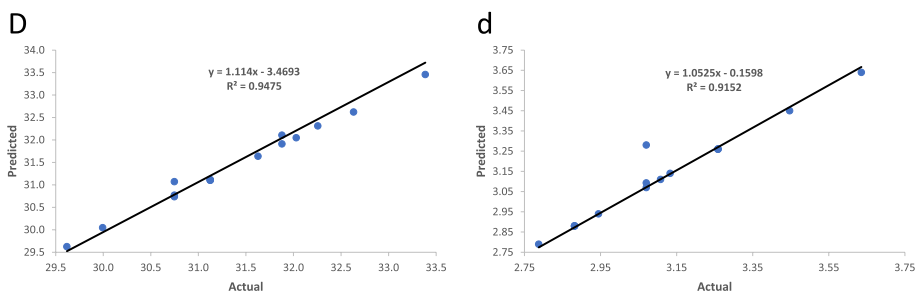 D
y = 1.114x - 3.4693
R² = 0.9475
34.0
33.5
33.0
32.5
32.0
31.5
31.0
30.5
30.0
29.5
Predicted
29.5 30.0 30.5 31.0 31.5 32.0 32.5 33.0 33.5
Actual
d
y = 1.0525x - 0.1598
R² = 0.9152
3.75
3.65
3.55
3.45
3.35
3.25
3.15
3.05
2.95
2.85
2.75
Predicted
2.75 2.95 3.15 3.35 3.55 3.75
Actual